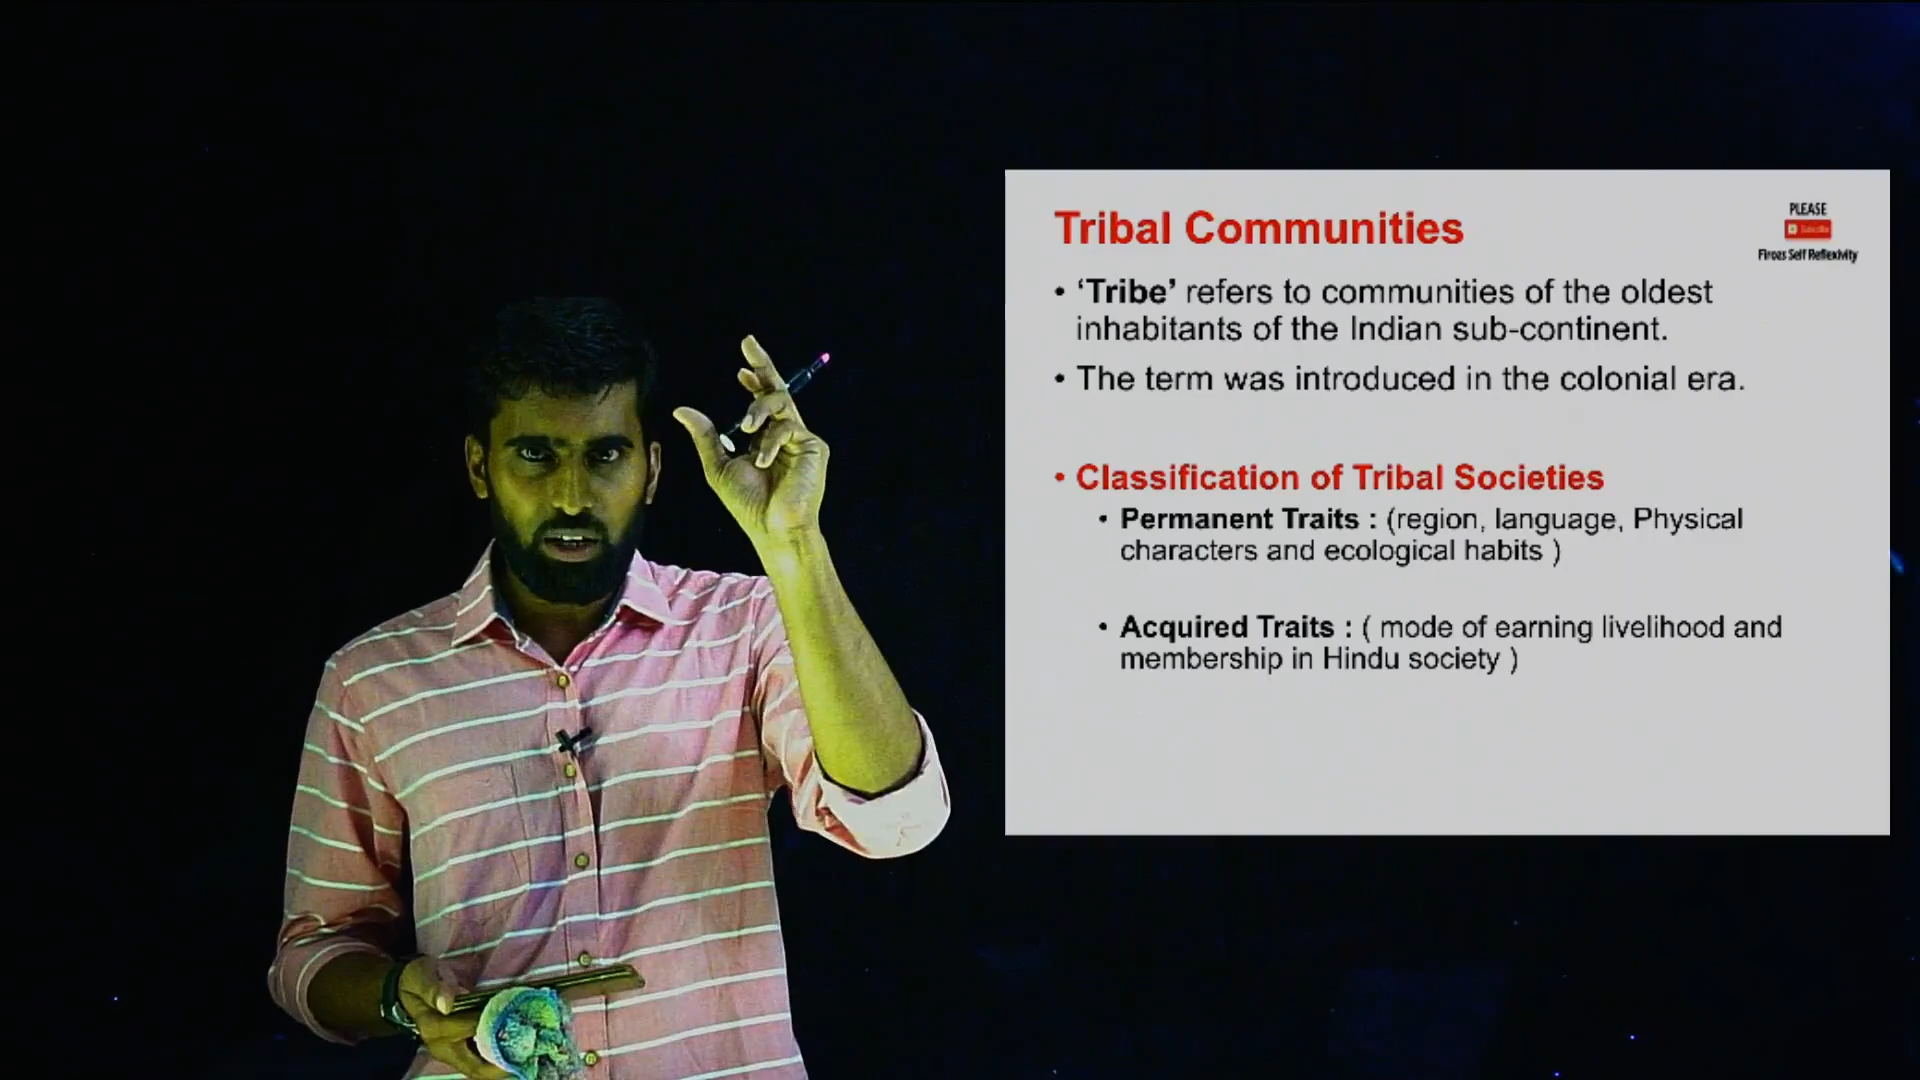 Tribal Communities
PLEASE
Subscribe
Firozs Self Reflexivity
• ‘Tribe’ refers to communities of the oldest
inhabitants of the Indian sub-continent.
• The term was introduced in the colonial era.
• Classification of Tribal Societies
• Permanent Traits : (region, language, Physical
characters and ecological habits )
• Acquired Traits : ( mode of earning livelihood and
membership in Hindu society )